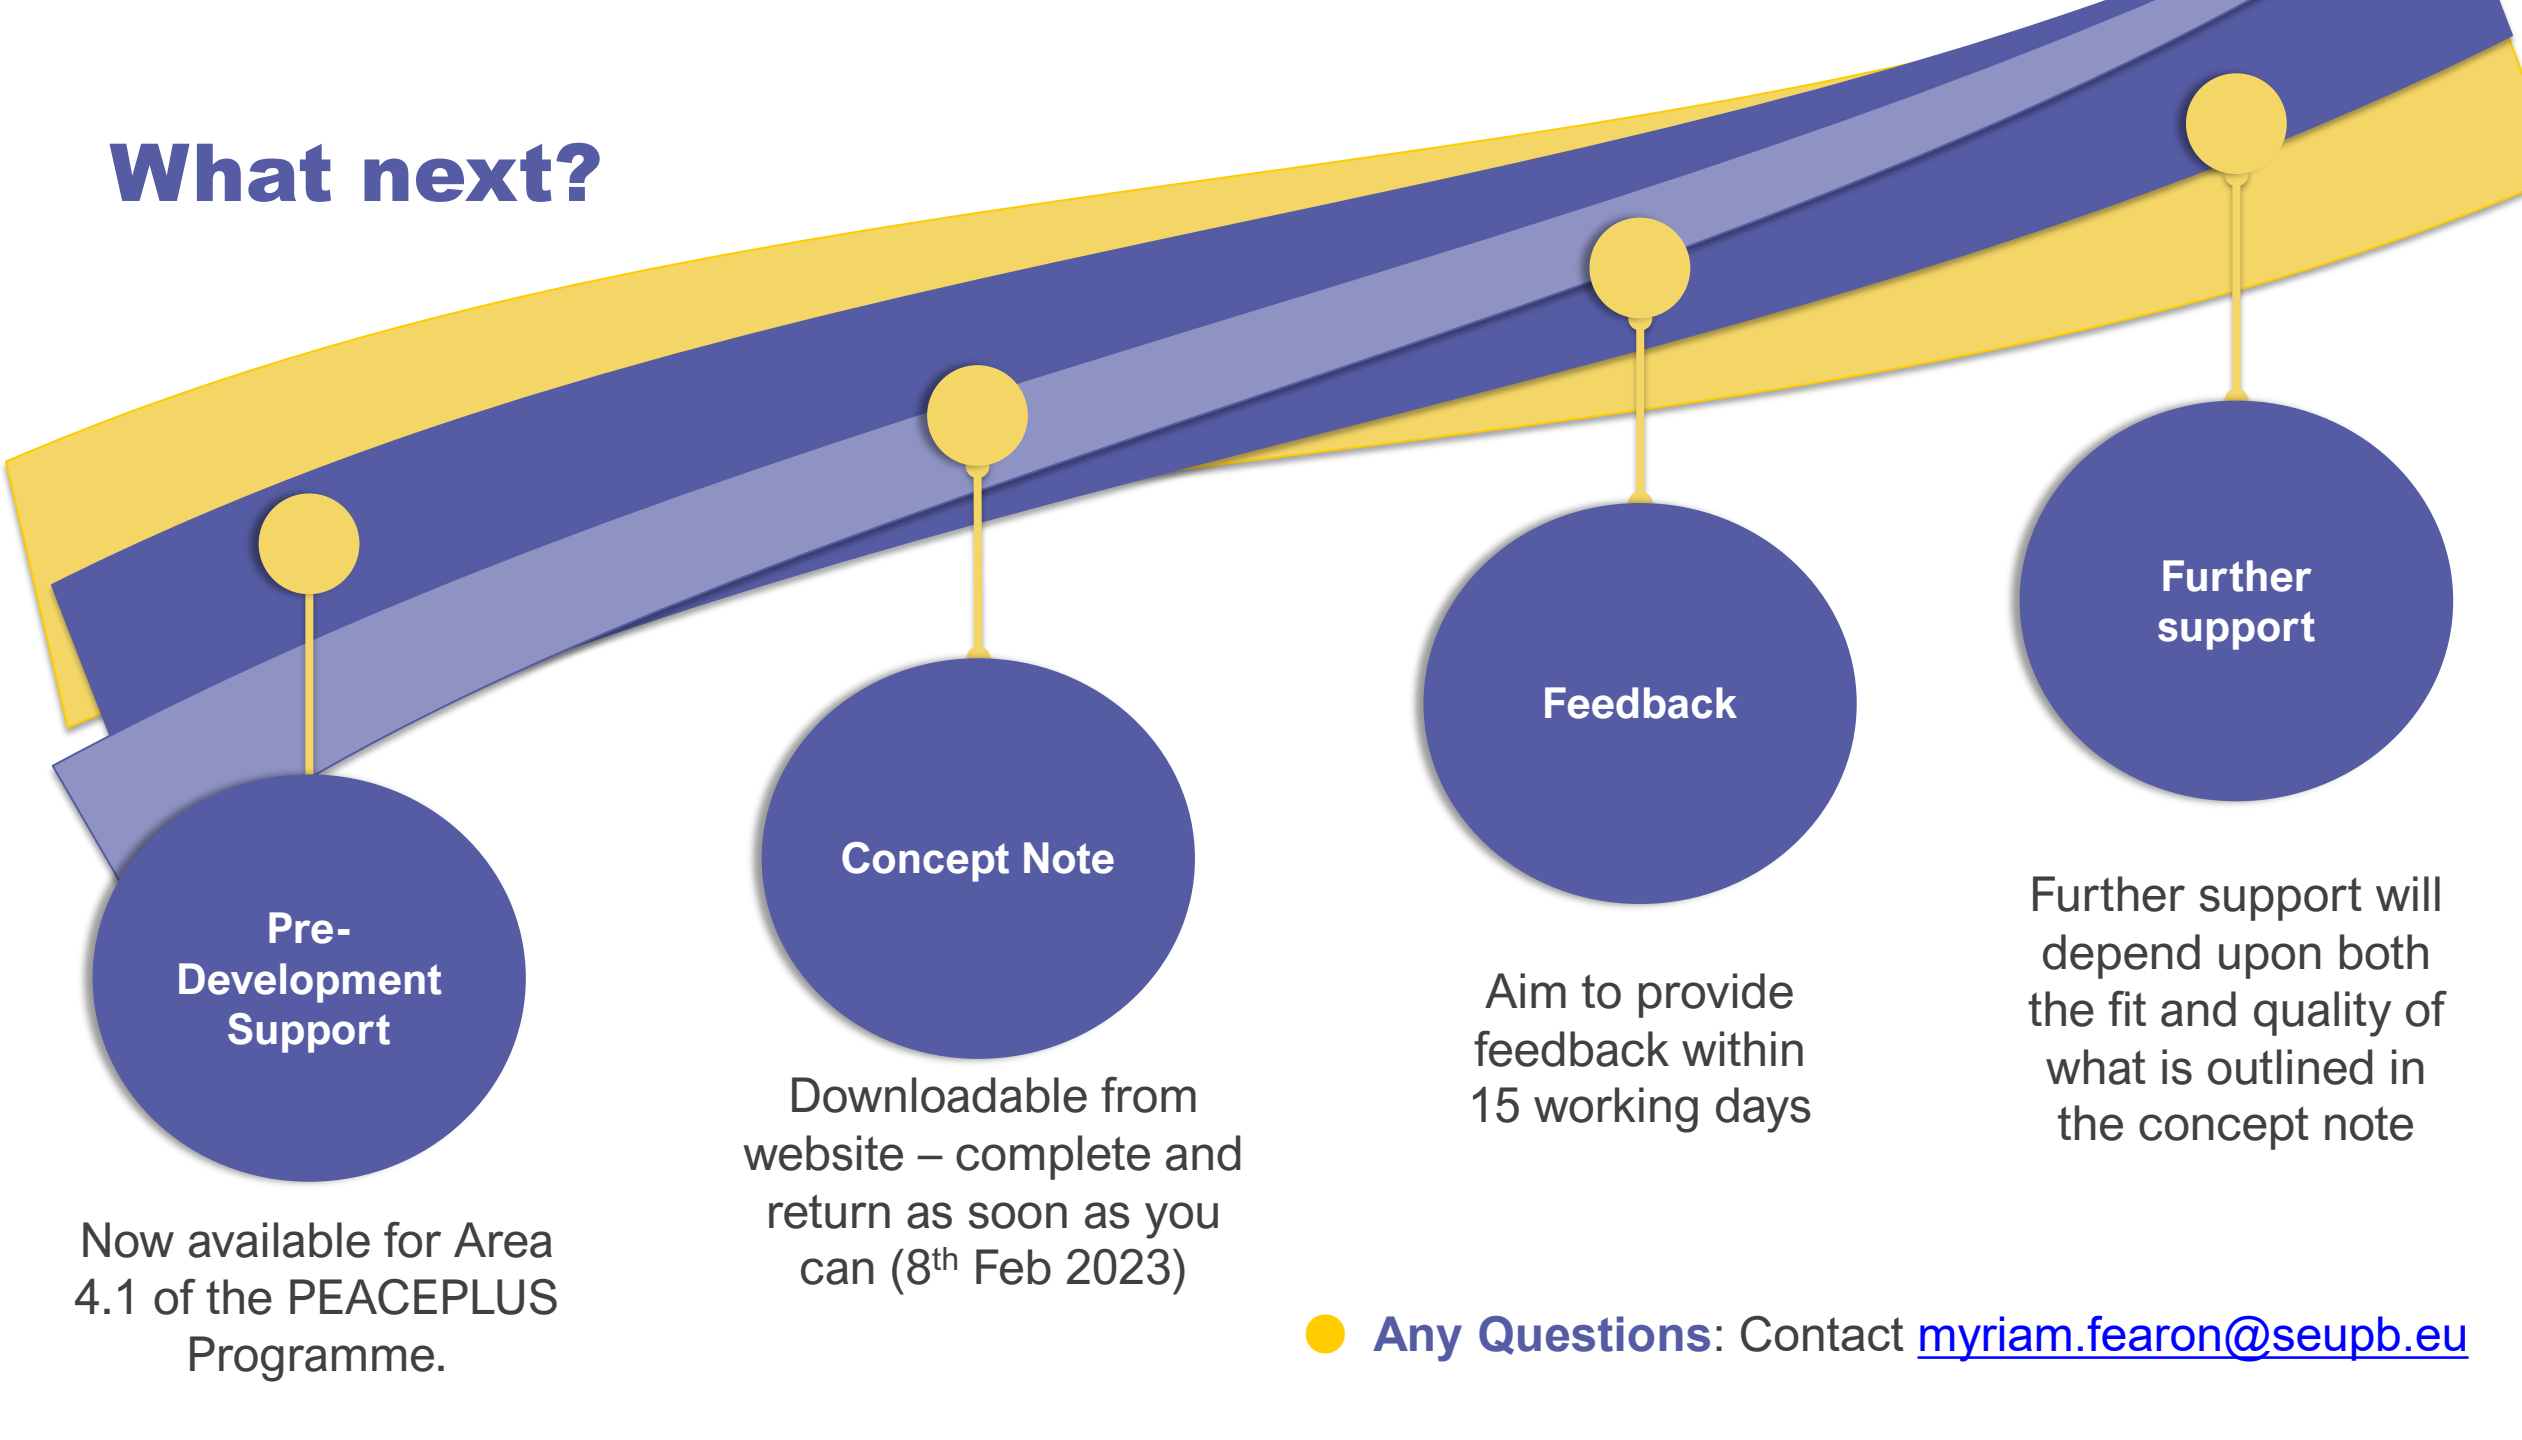 What next?
Pre-
Development
Support
Now available for Area
4.1 of the PEACEPLUS
Programme.
Concept Note
Downloadable from
website – complete and
return as soon as you
can (8th Feb 2023)
Feedback
Aim to provide
feedback within
15 working days
Further
support
Further support will
depend upon both
the fit and quality of
what is outlined in
the concept note
Any Questions: Contact myriam.fearon@seupb.eu